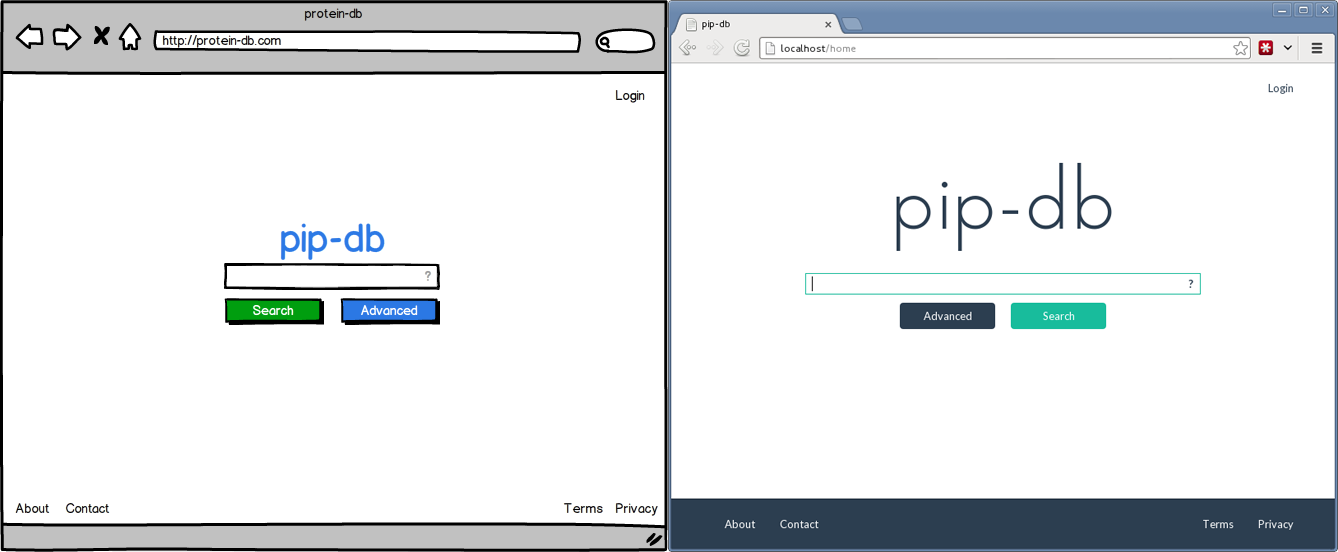 protein-db
http://protein-db.com
Login
pip-db
?
Search Advanced
About Contact Terms Privacy
pip-db
localhost/home
Login
pip-db
?
Advanced Search
About Contact Terms Privacy